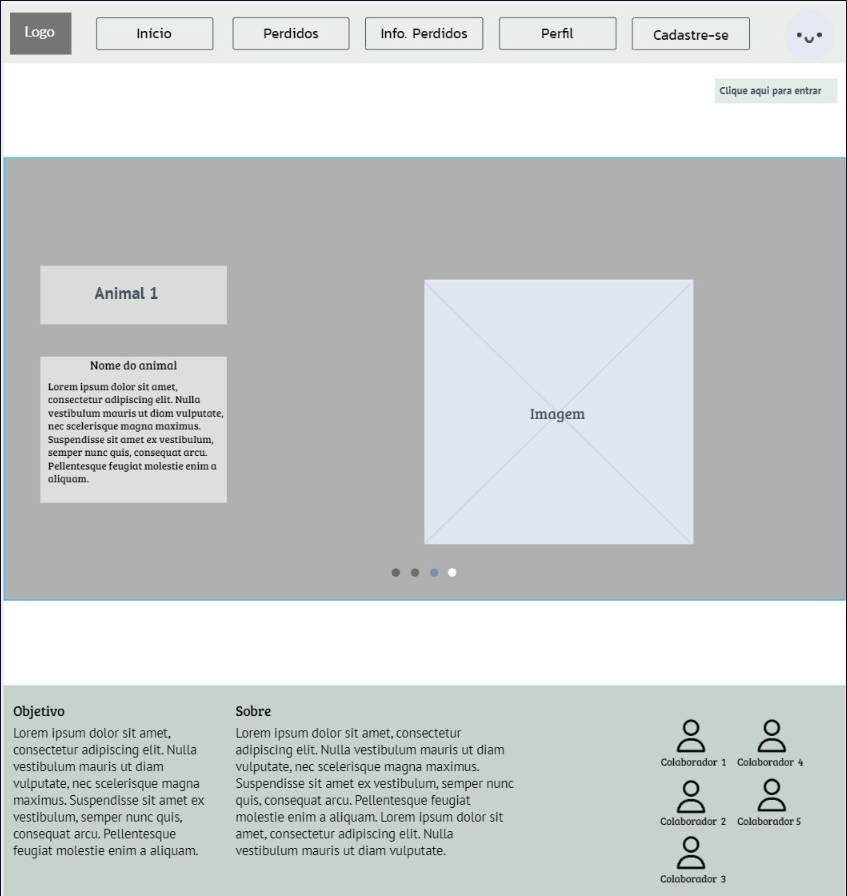 Logo
Início
Perdidos
Info. Perdidos
Perfil
Cadastre-se
Clique aqui para entrar
Animal 1
Nome do animal
Lorem ipsum dolor sit amet,
consectetur adipiscing elit. Nulla
vestibulum mauris ut diam vulputate,
nec scelerisque magna maximus.
Suspendisse sit amet ex vestibulum,
semper nunc quis, consequat arcu.
Pellentesque feugiat molestie enim a
aliquam.
Imagem
Objetivo
Lorem ipsum dolor sit amet,
consectetur adipiscing elit. Nulla
vestibulum mauris ut diam
vulputate, nec scelerisque magna
maximus. Suspendisse sit amet ex
vestibulum, semper nunc quis,
consequat arcu. Pellentesque
feugiat molestie enim a aliquam.
Sobre
Lorem ipsum dolor sit amet, consectetur
adipiscing elit. Nulla vestibulum mauris ut diam
vulputate, nec scelerisque magna maximus.
Suspendisse sit amet ex vestibulum, semper nunc
quis, consequat arcu. Pellentesque feugiat
molestie enim a aliquam. Lorem ipsum dolor sit
amet, consectetur adipiscing elit. Nulla
vestibulum mauris ut diam vulputate.
Colaborador 1
Colaborador 4
Colaborador 2
Colaborador 5
Colaborador 3